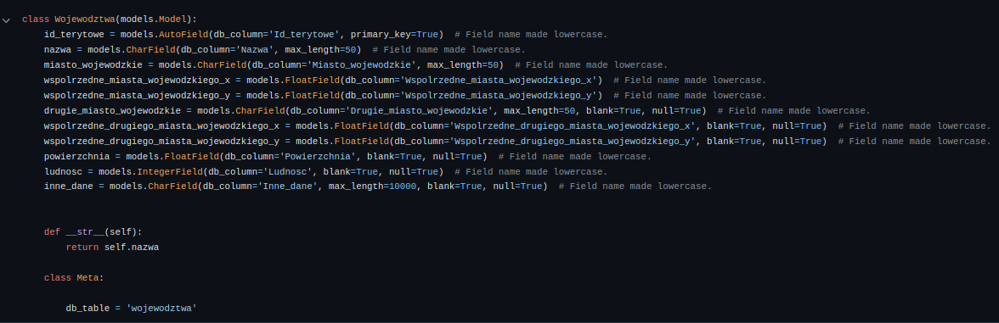 class Wojewodztwa(models.Model):
    id_terytowe = models.AutoField(db_column='Id_terytowe', primary_key=True)  # Field name made lowercase.
    nazwa = models.CharField(db_column='Nazwa', max_length=50)  # Field name made lowercase.
    miasto_wojewodzkie = models.CharField(db_column='Miasto_wojewodzkie', max_length=50)  # Field name made lowercase.
    wspolrzedne_miasta_wojewodzkiego_x = models.FloatField(db_column='Wspolrzedne_miasta_wojewodzkiego_x')  # Field name made lowercase.
    wspolrzedne_miasta_wojewodzkiego_y = models.FloatField(db_column='Wspolrzedne_miasta_wojewodzkiego_y')  # Field name made lowercase.
    drugie_miasto_wojewodzkie = models.CharField(db_column='Drugie_miasto_wojewodzkie', max_length=50, blank=True, null=True)  # Field name made lowercase.
    wspolrzedne_drugiego_miasta_wojewodzkiego_x = models.FloatField(db_column='Wspolrzedne_drugiego_miasta_wojewodzkiego_x', blank=True, null=True)  # Field name made lowercase.
    wspolrzedne_drugiego_miasta_wojewodzkiego_y = models.FloatField(db_column='Wspolrzedne_drugiego_miasta_wojewodzkiego_y', blank=True, null=True)  # Field name made lowercase.
    powierzchnia = models.FloatField(db_column='Powierzchnia', blank=True, null=True)  # Field name made lowercase.
    ludnosc = models.IntegerField(db_column='Ludnosc', blank=True, null=True)  # Field name made lowercase.
    inne_dane = models.CharField(db_column='Inne_dane', max_length=10000, blank=True, null=True)  # Field name made lowercase.
    def __str__(self):
        return self.nazwa
    class Meta:
        db_table = 'wojewodztwa'